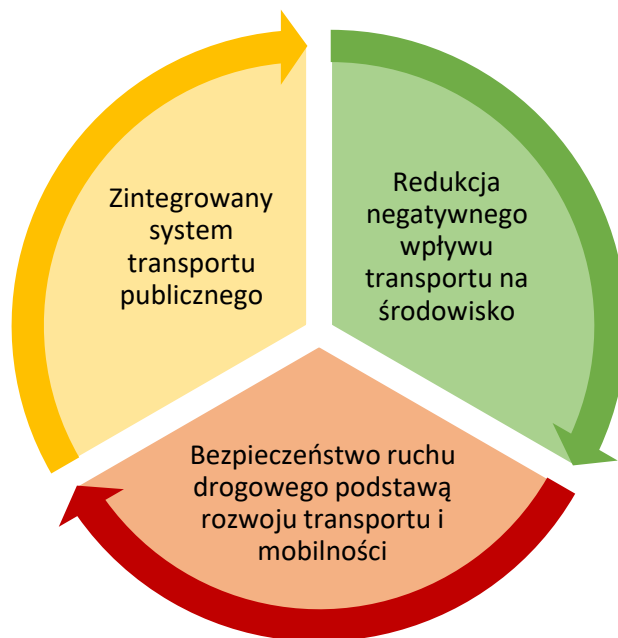 Zintegrowany
system
transportu
publicznego
Redukcja
negatywnego
wpływu
transportu na
środowisko
Bezpieczeństwo ruchu
drogowego podstawą
rozwoju transportu i
mobilności